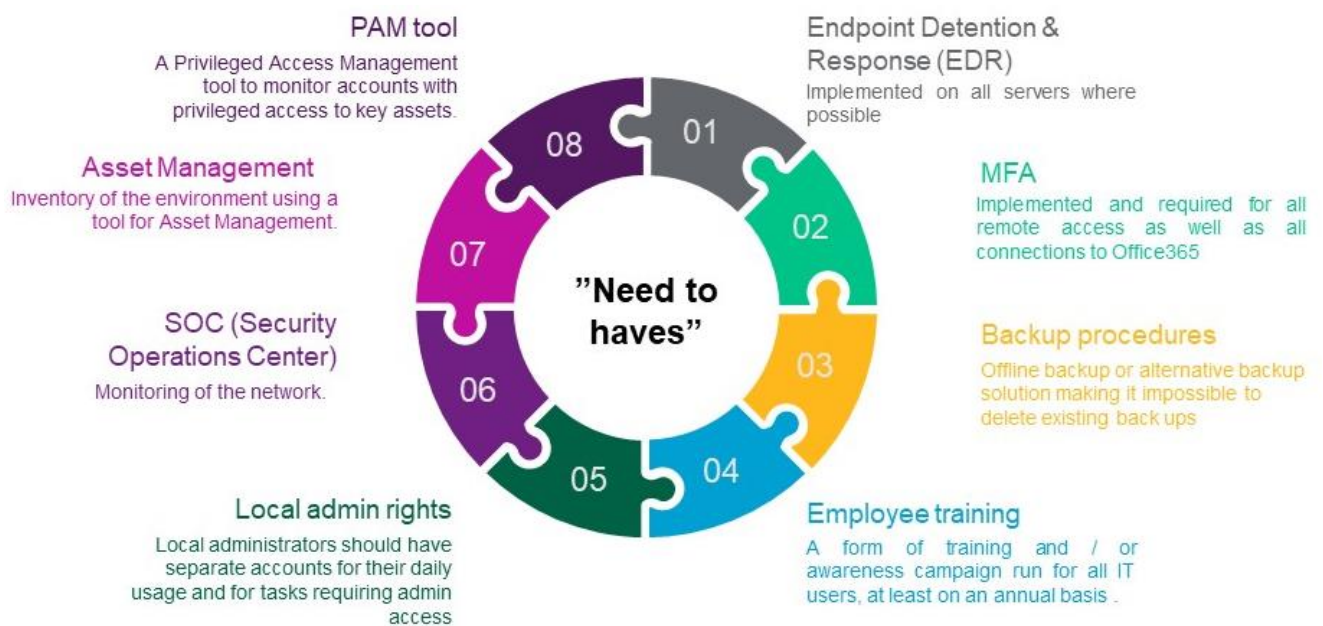 PAM tool
A Privileged Access Management
tool to monitor accounts with
privileged access to key assets.
Endpoint Detention &
Response (EDR)
Implemented on all servers where
possible
Asset Management
Inventory of the environment using a
tool for Asset Management.
MFA
Implemented and required for all
remote access as well as all
connections to Office365
SOC (Security
Operations Center)
Monitoring of the network.
Backup procedures
Offline backup or alternative backup
solution making it impossible to
delete existing back ups
Local admin rights
Local administrators should have
separate accounts for their daily
usage and for tasks requiring admin
access
Employee training
A form of training and / or
awareness campaign run for all IT
users, at least on an annual basis .
”Need to
haves”
01
02
03
04
05
06
07
08